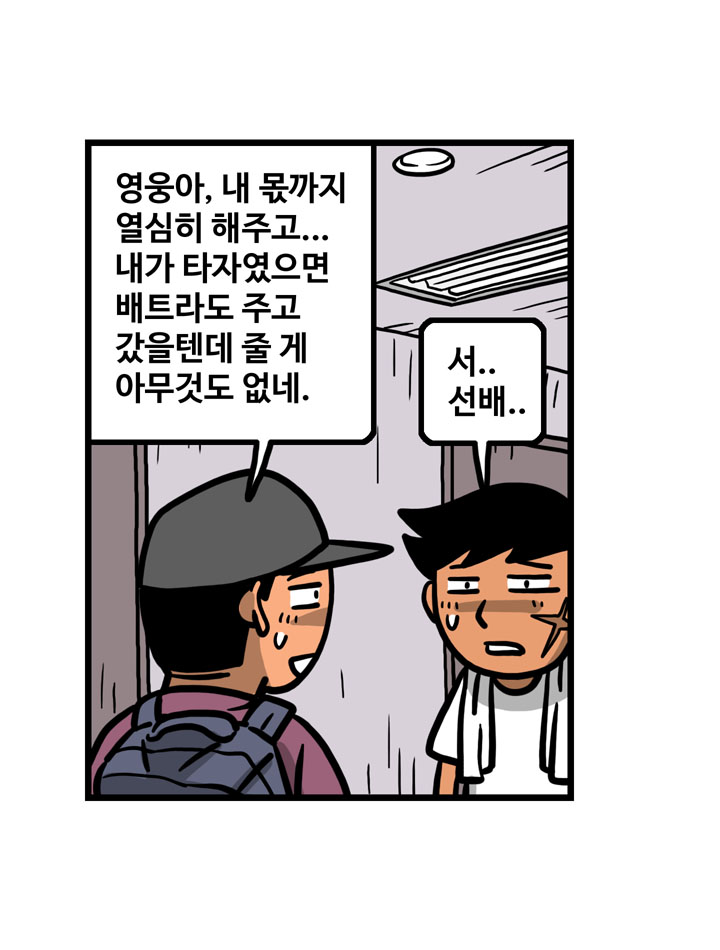 영웅아, 내 몫까지
열심히 해주고...
내가 타자였으면
배트라도 주고
갔을텐데 줄 게
아무것도 없네.
서..
선배..